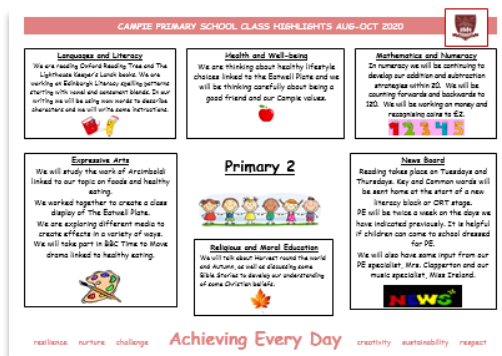 CAMPIE PRIMARY SCHOOL CLASS HIGHLIGHTS AUG-OCT 2020
Languages and Literacy
We are reading Oxford Reading Tree and The
Lighthouse Keeper's Lunch books. We are
working on Edinburgh Literacy spelling patterns
starting with vowel and consonant blends. In our
writing we will be using wow words to describe
characters and we will write some instructions.
Health and Well-being
We are thinking about healthy lifestyle
choices linked to the Eatwell Plate and we
will be thinking carefully about being a
good friend and our Campie values.
Mathematics and Numeracy
In numeracy we will be continuing to
develop our addition and subtraction
strategies within 20. We will be
counting forwards and backwards to
120. We will be working on money and
recognising coins to £2.
1 2 3 4 5
Expressive Arts
We will study the work of Arcimboldi
linked to our topic on foods and healthy
eating.
We worked together to create a class
display of The Eatwell Plate.
We are exploring different media to
create effects in a variety of ways.
We will take part in BBC Time to Move
drama linked to healthy eating.
Primary 2
Religious and Moral Education
We will talk about Harvest round the world
and Autumn, as well as discussing some
Bible Stories to develop our understanding
of some Christian beliefs.
News Board
Reading takes place on Tuesdays and
Thursdays. Key and Common words will
be sent home at the start of a new
literacy block or ORT stage.
PE will be twice a week on the days we
have indicated previously. It is helpful
if children can come to school dressed
for PE.
We will also have some input from our
PE specialist, Mrs. Clapperton and our
music specialist, Miss Ireland.
NEWS
resilience nurture challenge Achieving Every Day creativity sustainability respect